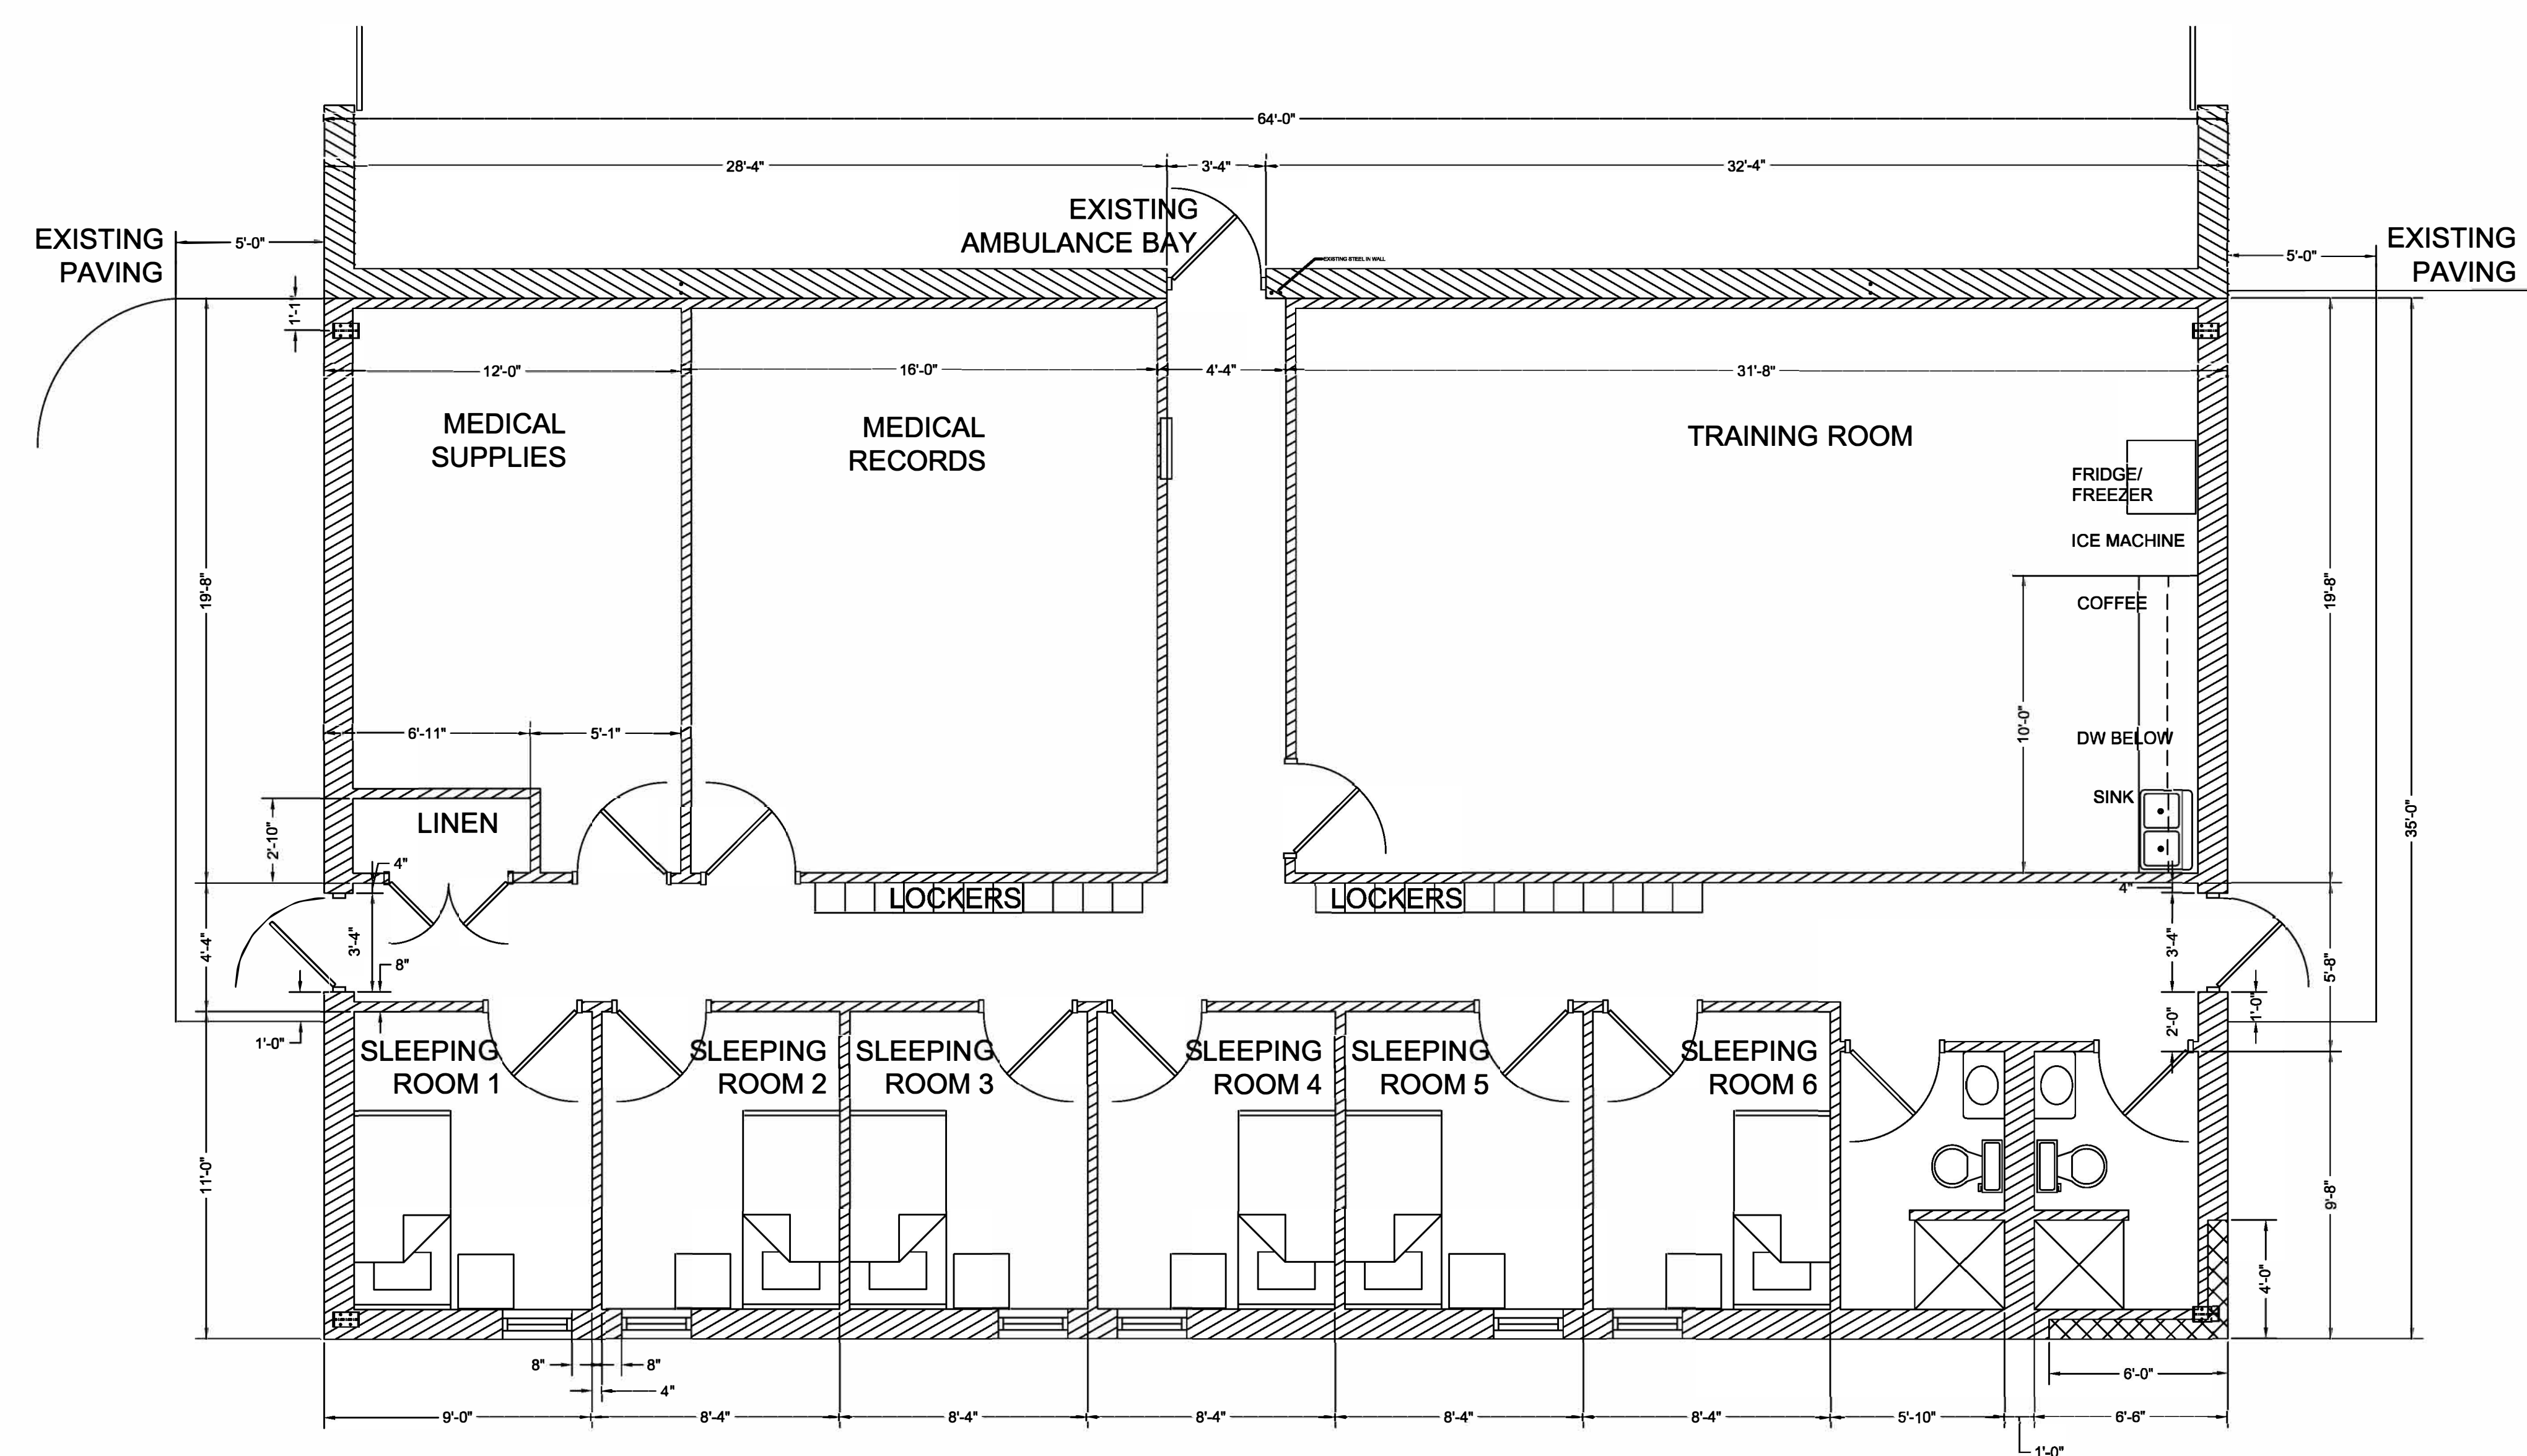 64'-0"
28'-4"
3'-4"
32'-4"
EXISTING
AMBULANCE BAY
EXISTING
PAVING
5'-0"
EXISTING
PAVING
5'-0"
EXISTING STEEL IN WALL
1'-1"
12'-0"
16'-0"
4'-4"
31'-8"
MEDICAL
SUPPLIES
MEDICAL
RECORDS
TRAINING ROOM
FRIDGE/
FREEZER
ICE MACHINE
COFFEE
DW BELOW
SINK
10'-0"
19'-8"
19'-8"
35'-0"
6'-11"
5'-1"
LINEN
2'-10"
4"
LOCKERS
LOCKERS
4"
4'-4"
3'-4"
8"
1'-0"
3'-4"
2'-0"
5'-8"
1'-0"
SLEEPING
ROOM 1
SLEEPING
ROOM 2
SLEEPING
ROOM 3
SLEEPING
ROOM 4
SLEEPING
ROOM 5
SLEEPING
ROOM 6
11'-0"
9'-8"
4'-0"
8"
8"
4"
6'-0"
9'-0"
8'-4"
8'-4"
8'-4"
8'-4"
8'-4"
5'-10"
6'-6"
1'-0"